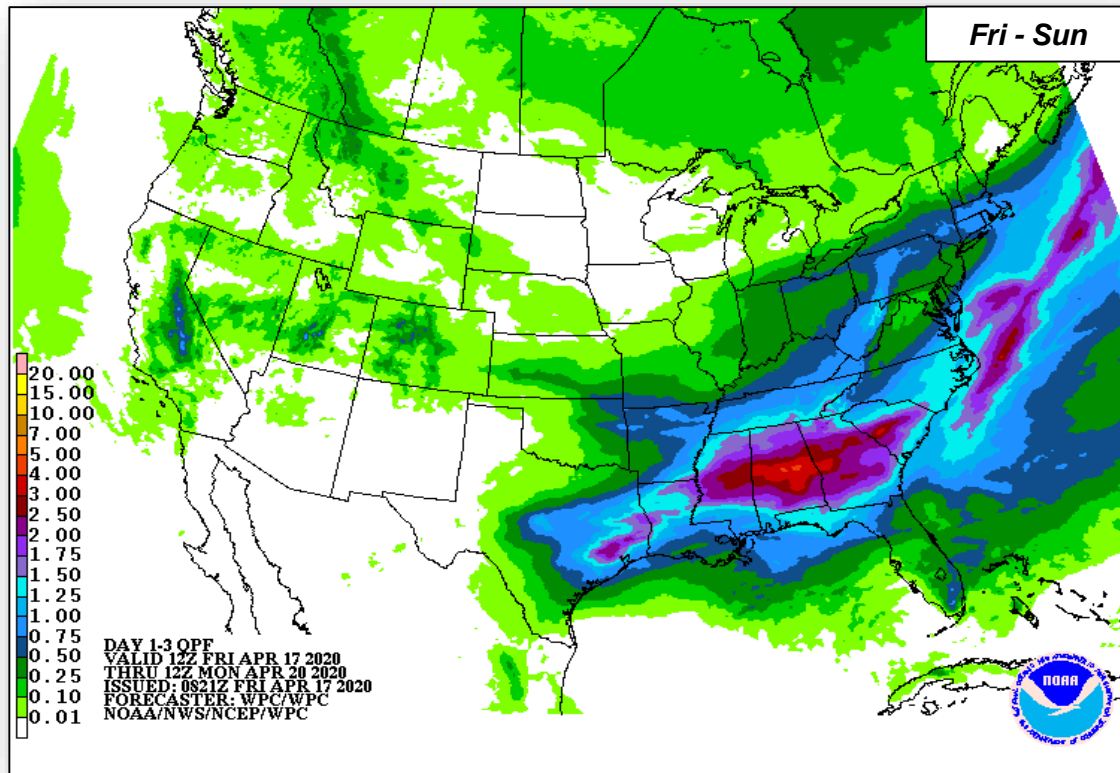 Fri - Sun
20.00
15.00
10.00
7.00
5.00
4.00
3.00
2.50
2.00
1.75
1.50
1.25
1.00
0.75
0.50
0.25
0.10
0.01
DAY 1-3 QPF
VALID 12Z FRI APR 17 2020
THRU 12Z MON APR 20 2020
ISSUED: 0821Z FRI APR 17 2020
FORECASTER: WPC/WPC
NOAA/NWS/NCEP/WPC
NOAA